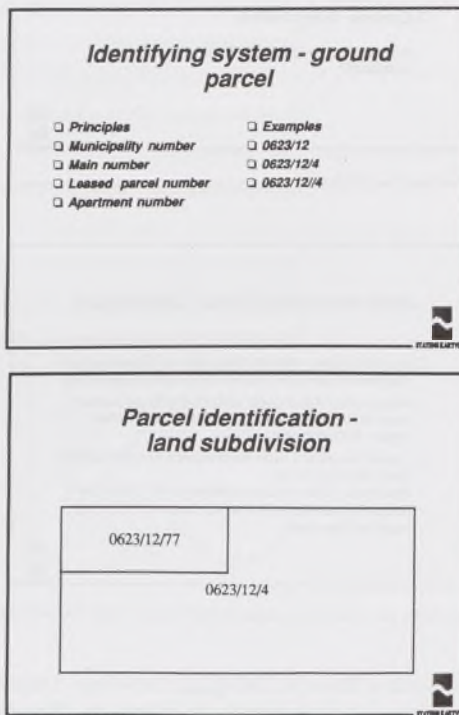 Identifying system - ground
parcel
❑ Principles
❑ Municipality number
❑ Main number
❑ Leased parcel number
❑ Apartment number
❑ Examples
❑ 0623/12
❑ 0623/12/4
❑ 0623/12//4
Parcel identification -
land subdivision
0623/12/77
0623/12/4